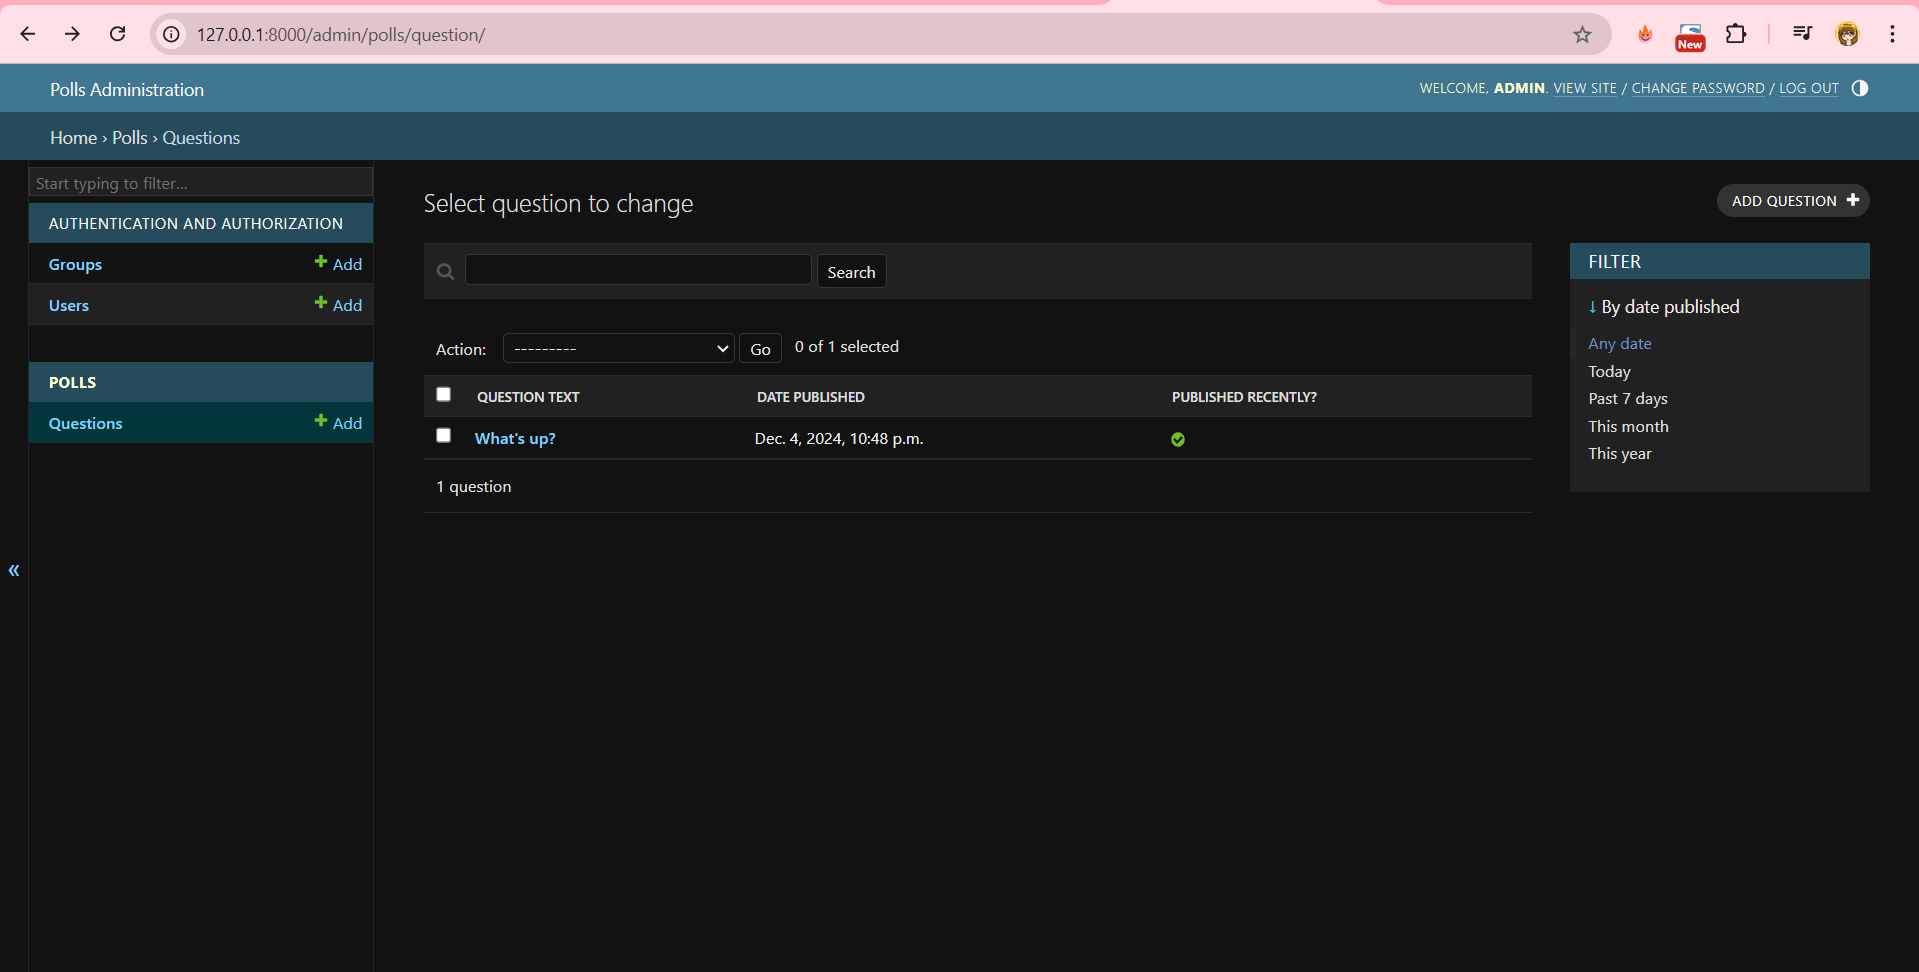 127.0.0.1:8000/admin/polls/question/
New
Polls Administration
WELCOME, ADMIN. VIEW SITE / CHANGE PASSWORD / LOG OUT
Home › Polls › Questions
Start typing to filter...
AUTHENTICATION AND AUTHORIZATION
Groups
Add
Users
Add
POLLS
Questions
Add
«
Select question to change
ADD QUESTION
Search
Action:
---------
Go
0 of 1 selected
QUESTION TEXT
DATE PUBLISHED
PUBLISHED RECENTLY?
What's up?
Dec. 4, 2024, 10:48 p.m.
1 question
FILTER
↓ By date published
Any date
Today
Past 7 days
This month
This year